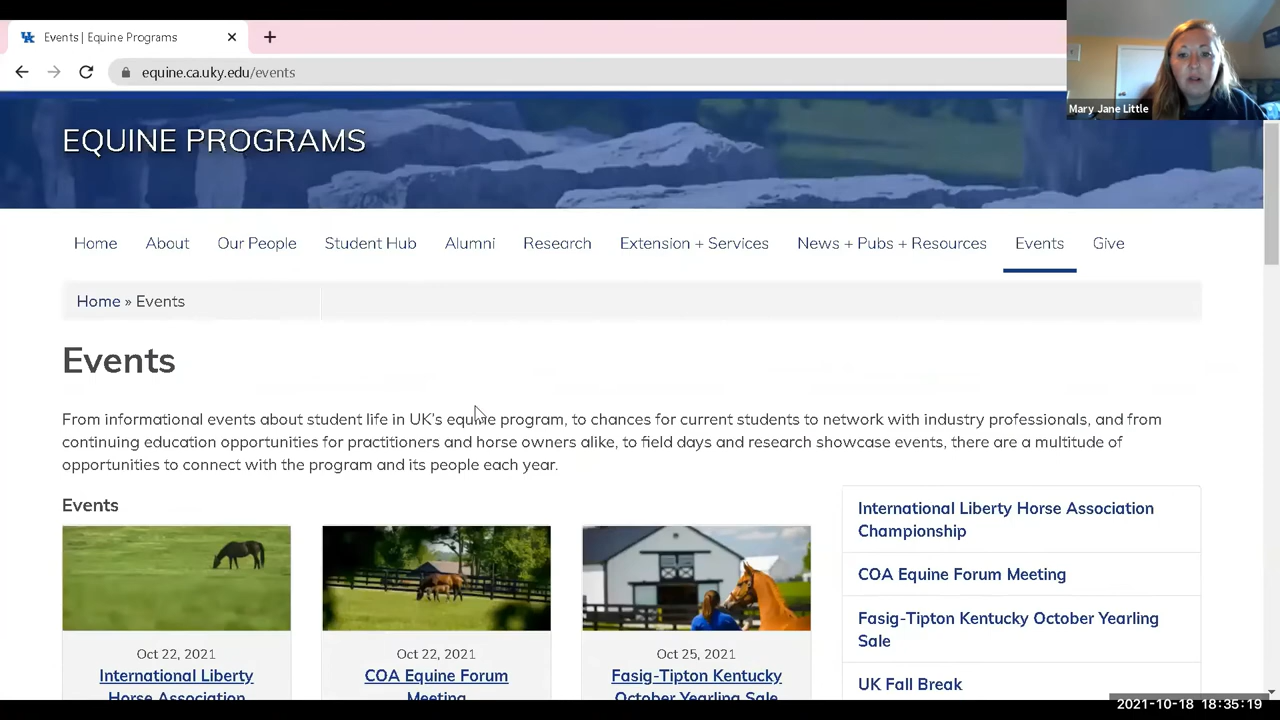 Events | Equine Programs
equine.ca.uky.edu/events
Mary Jane Little
EQUINE PROGRAMS
Home About Our People Student Hub Alumni Research Extension + Services News + Pubs + Resources Events Give
Home » Events
Events
From informational events about student life in UK's equine program, to chances for current students to network with industry professionals, and from
continuing education opportunities for practitioners and horse owners alike, to field days and research showcase events, there are a multitude of
opportunities to connect with the program and its people each year.
Events
Oct 22, 2021
International Liberty
Horse Association
Oct 22, 2021
COA Equine Forum
Meeting
Oct 25, 2021
Fasig-Tipton Kentucky
October Yearling Sale
International Liberty Horse Association
Championship
COA Equine Forum Meeting
Fasig-Tipton Kentucky October Yearling
Sale
UK Fall Break
2021-10-18 18:35:19